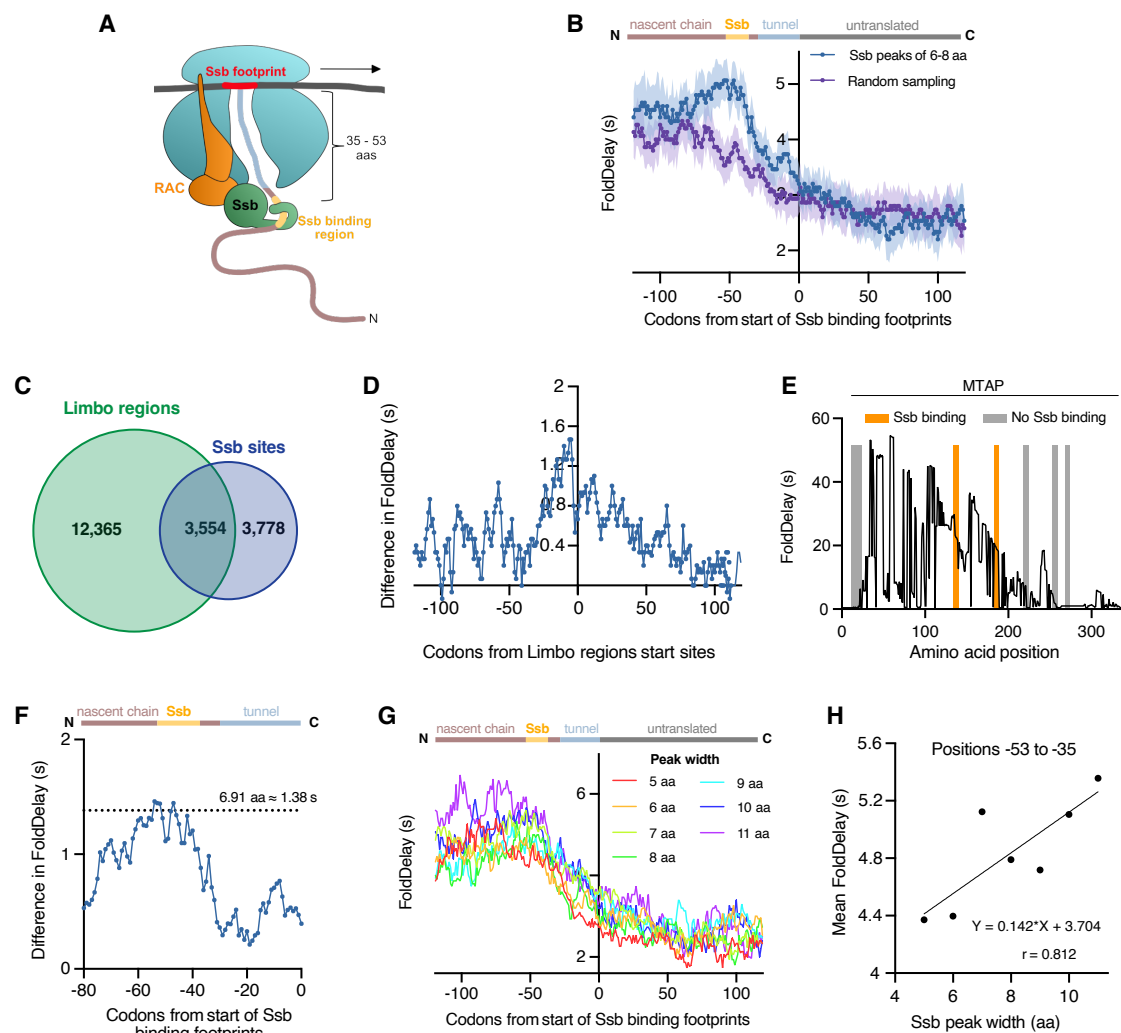 A
Ssb footprint
35 - 53
aas
RAC
Ssb
Ssb binding
region
N
B
nascent chain
Ssb
tunnel
untranslated
N
C
Ssb peaks of 6-8 aa
Random sampling
FoldDelay (s)
5
4
3
2
-100
-50
0
50
100
Codons from start of Ssb binding footprints
C
Limbo regions
Ssb sites
12,365
3,554
3,778
D
Difference in FoldDelay (s)
2
1.6
1.2
0.8
0.4
-100
-50
0
50
100
Codons from Limbo regions start sites
E
MTAP
Ssb binding
No Ssb binding
FoldDelay (s)
60
40
20
0
0
100
200
300
Amino acid position
F
nascent chain
Ssb
tunnel
N
C
Difference in FoldDelay (s)
2
1
0
6.91 aa ≈ 1.38 s
-80
-60
-40
-20
0
Codons from start of Ssb
binding footprints
G
nascent chain
Ssb
tunnel
untranslated
N
C
Peak width
5 aa
6 aa
7 aa
8 aa
9 aa
10 aa
11 aa
FoldDelay (s)
6
2
-100
-50
0
50
100
Codons from start of Ssb binding footprints
H
Positions -53 to -35
Mean FoldDelay (s)
5.6
5.2
4.8
4.4
4
Y = 0.142*X + 3.704
r = 0.812
4
6
8
10
Ssb peak width (aa)